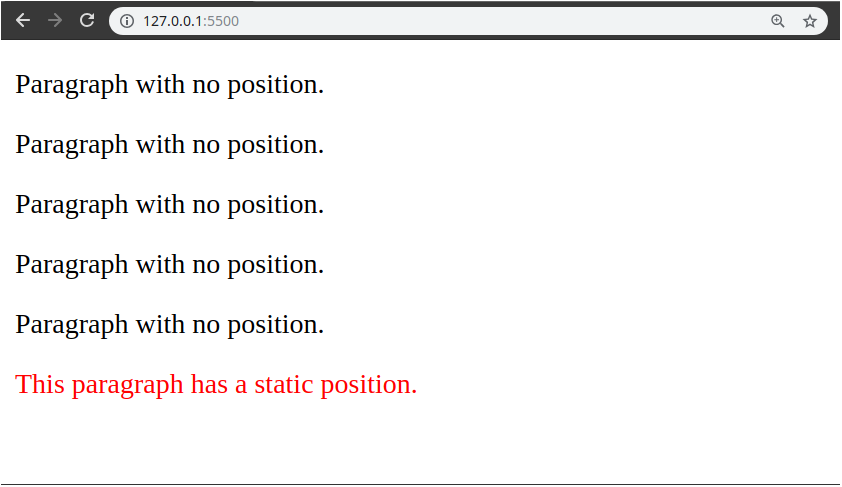 127.0.0.1:5500
Paragraph with no position.
Paragraph with no position.
Paragraph with no position.
Paragraph with no position.
Paragraph with no position.
This paragraph has a static position.